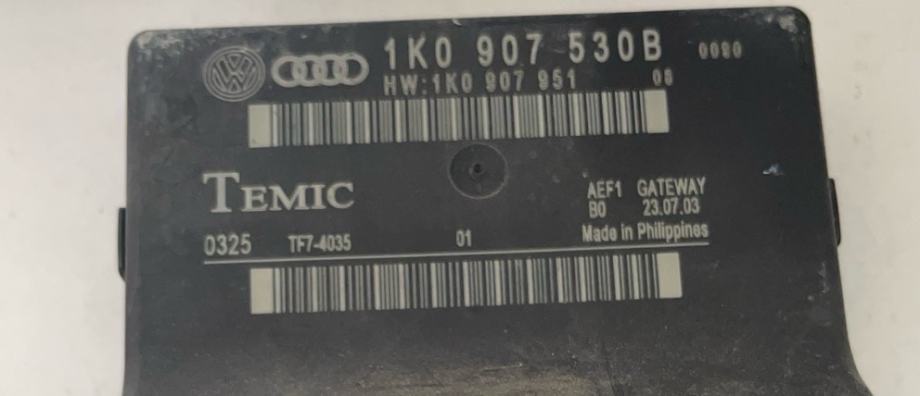 1K0 907 530B 0080
HW:1K0 907 951 08
TEMIC
AEF1 GATEWAY
B0 23.07.03
0325 TF7-4035 01 Made in Philippines